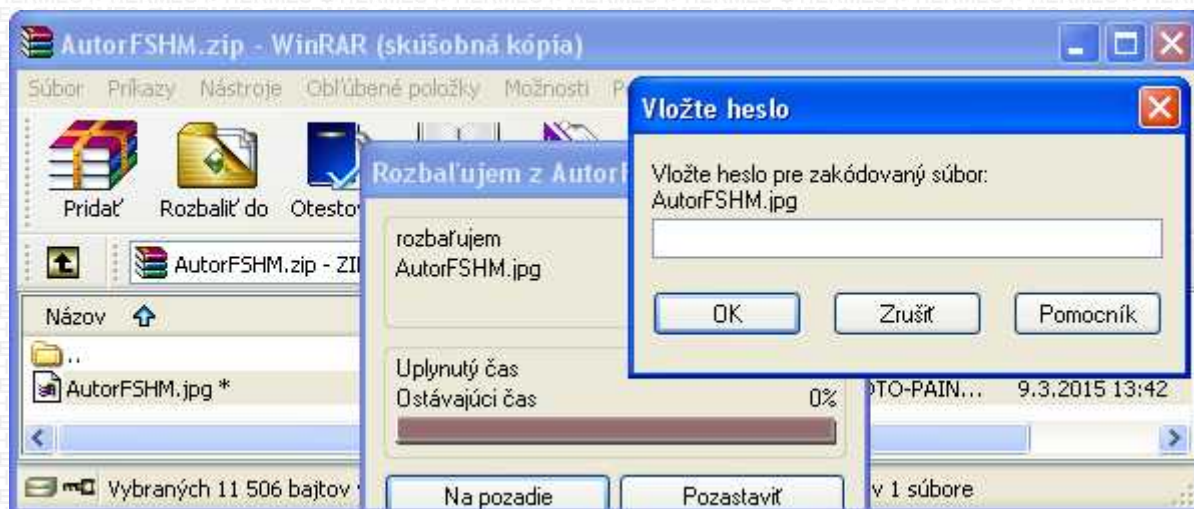 AutorFSHM.zip - WinRAR (skúšobná kópia)
Súbor Príkazy Nástroje Obľúbené položky Možnosti
Vložte heslo
Vložte heslo pre zakódovaný súbor:
AutorFSHM.jpg
OK Zrušiť Pomocník
Pridať Rozbaliť do
Rozbaľujem z
rozbaľujem
AutorFSHM.jpg
AutorFSHM.zip -
Názov
..
AutorFSHM.jpg * 9.3.2015 13:42
Uplynutý čas
Ostávajúci čas 0%
Vybraných 11 506 bajtov v 1 súbore
Na pozadie Pozastaviť